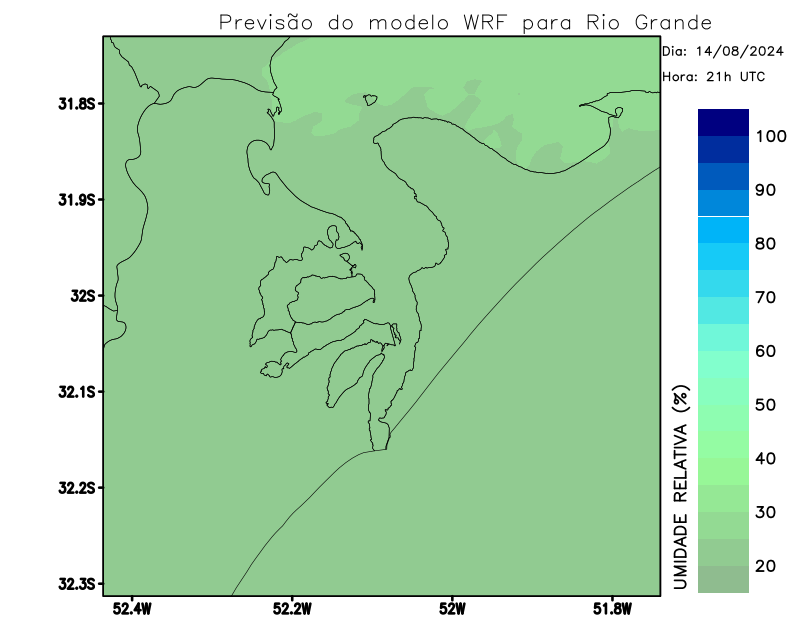 Previsão do modelo WRF para Rio Grande
Dia: 14/08/2024
Hora: 21h UTC
31.8S
31.9S
32S
32.1S
32.2S
32.3S
52.4W
52.2W
52W
51.8W
UMIDADE RELATIVA (%)
100
90
80
70
60
50
40
30
20